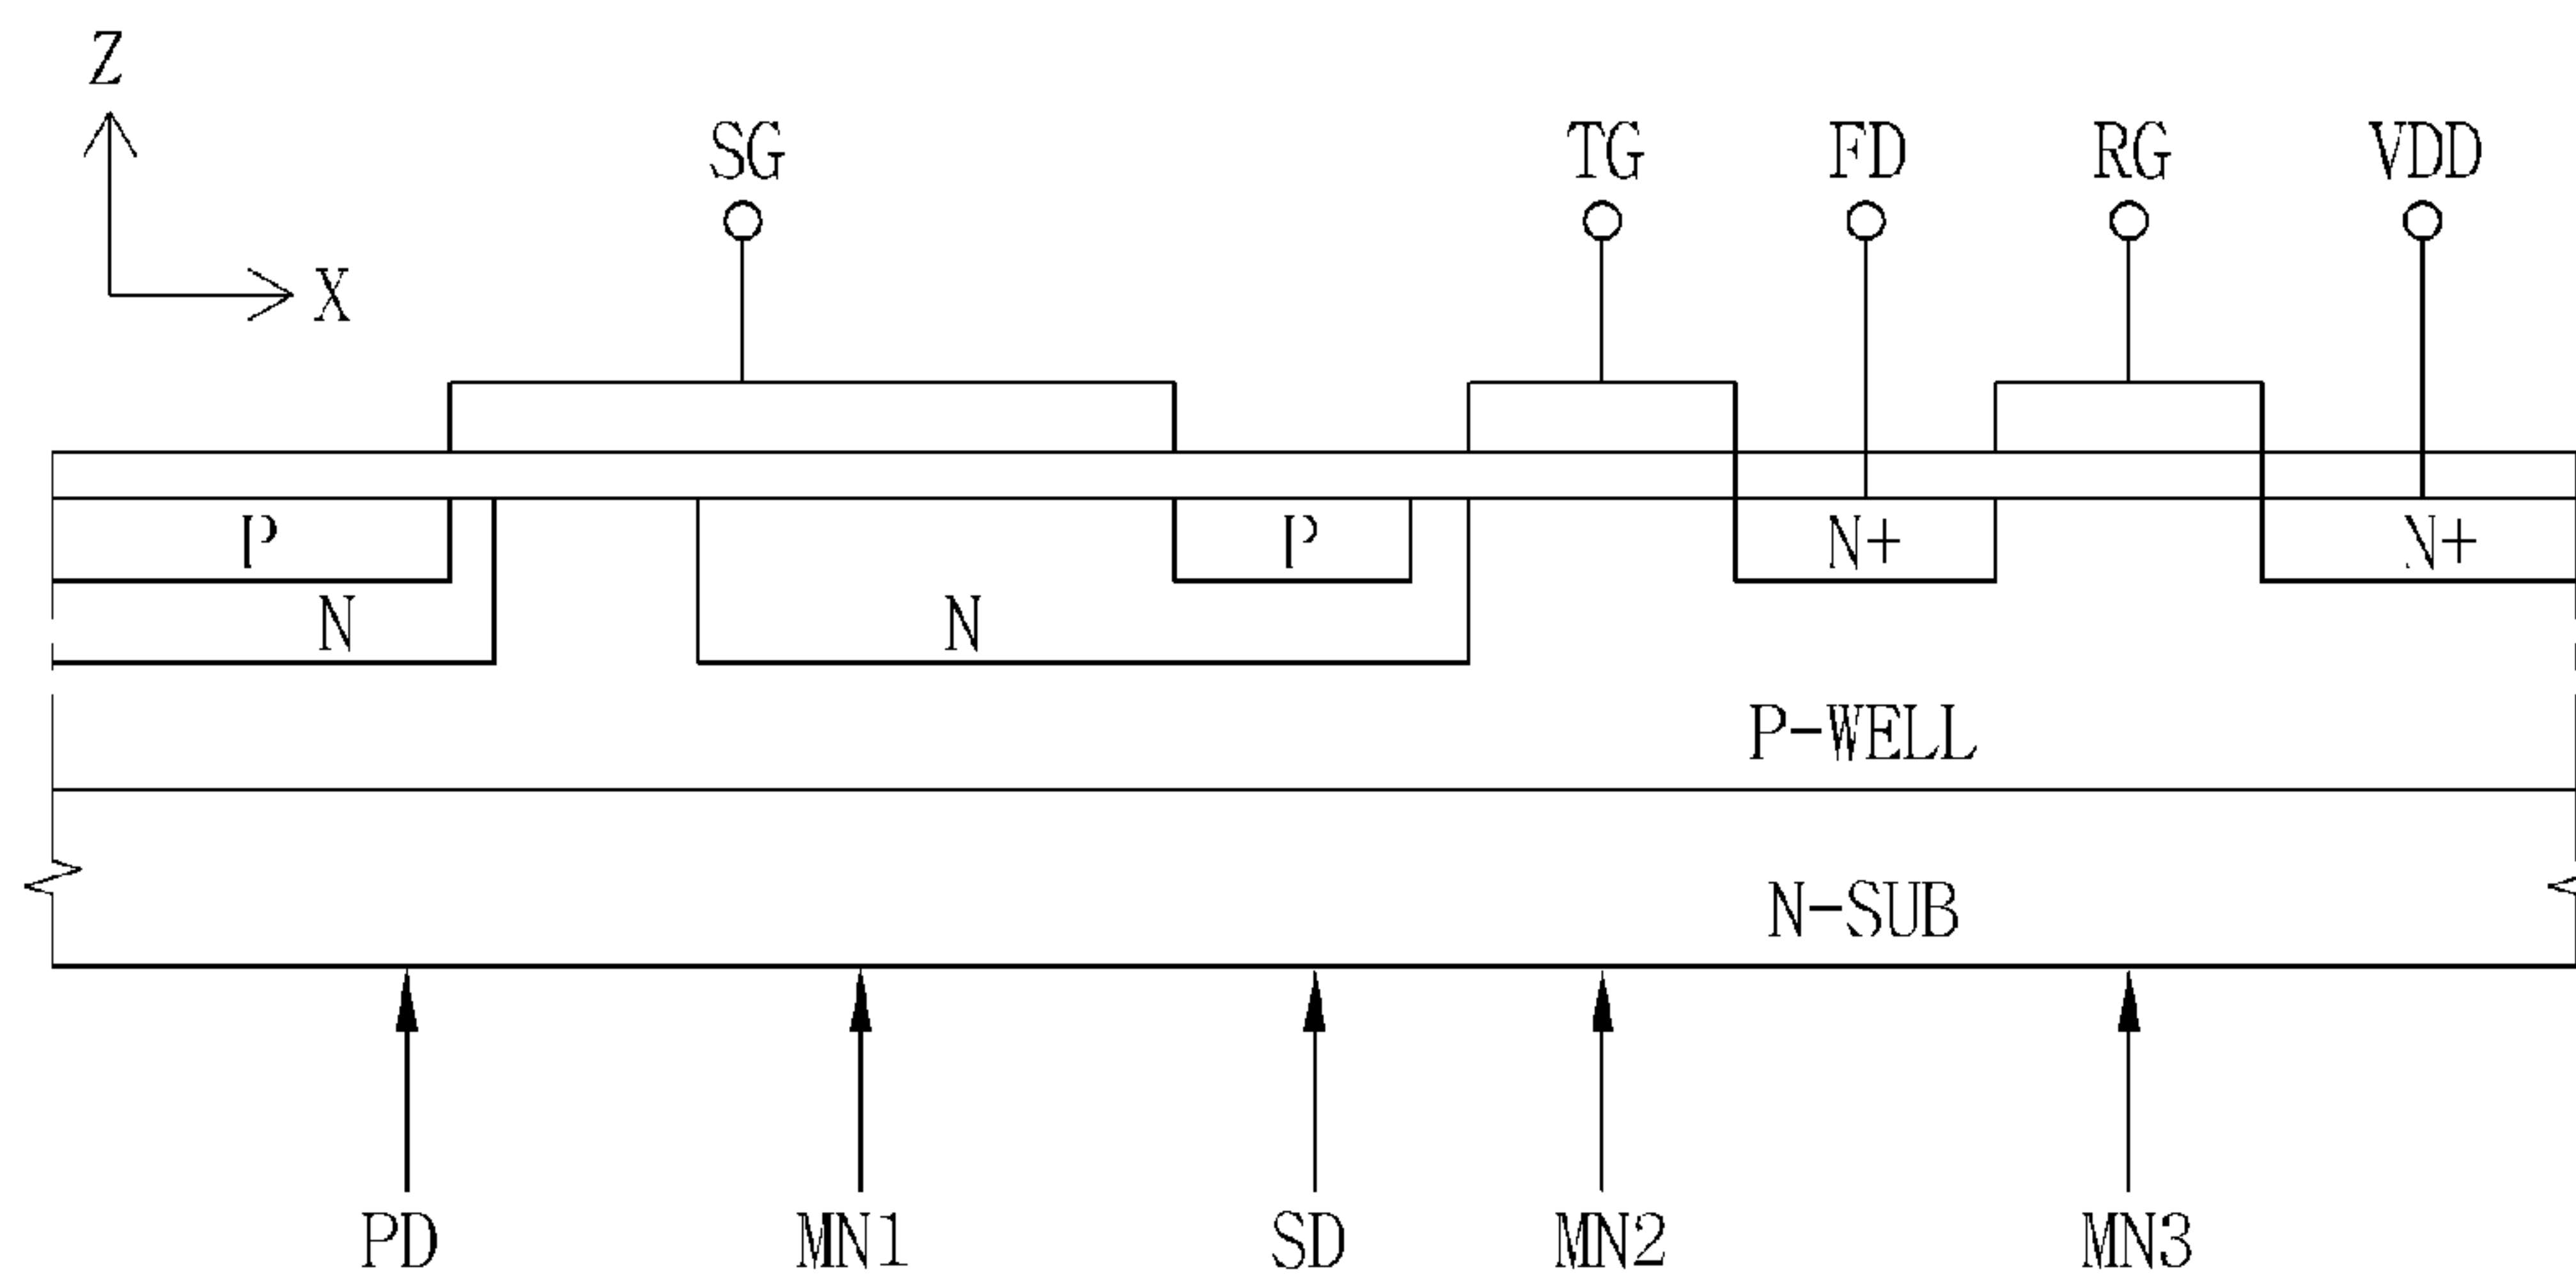 Z
SG TG FD RG VDD
X
P P N+ N+
N N
P-WELL
N-SUB
PD MN1 SD MN2 MN3